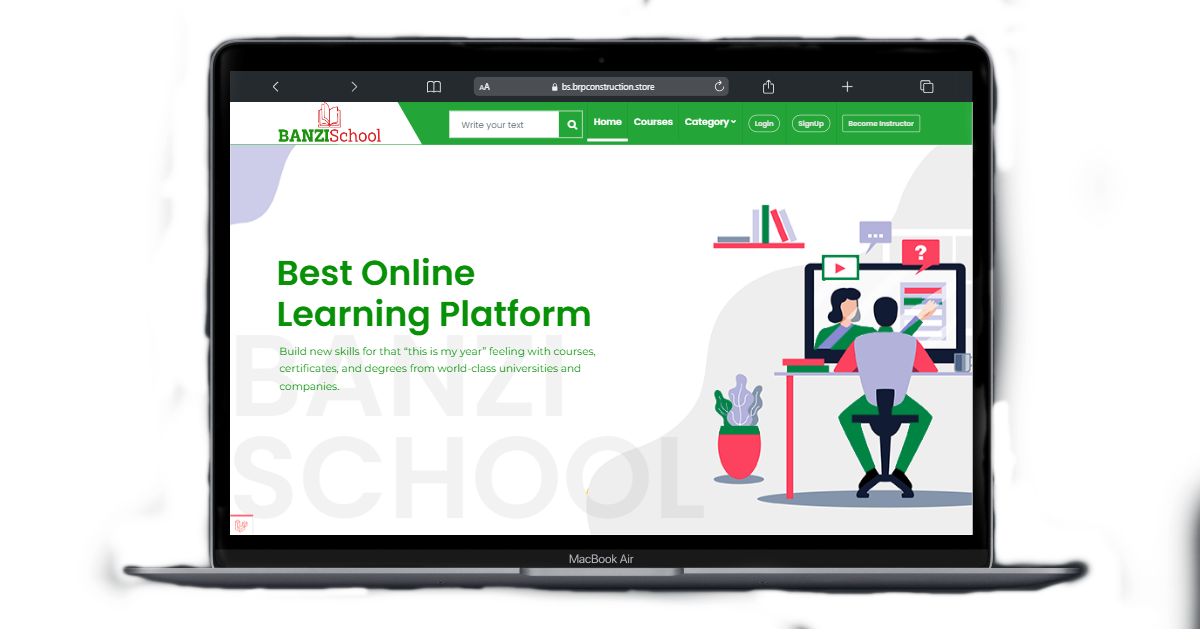 AA bs.brpconstruction.store
BANZISchool
Write your text
Home Courses Category Login SignUp Become Instructor
Best Online
Learning Platform
Build new skills for that “this is my year” feeling with courses,
certificates, and degrees from world-class universities and
companies.
BANZI
SCHOOL
?
MacBook Air